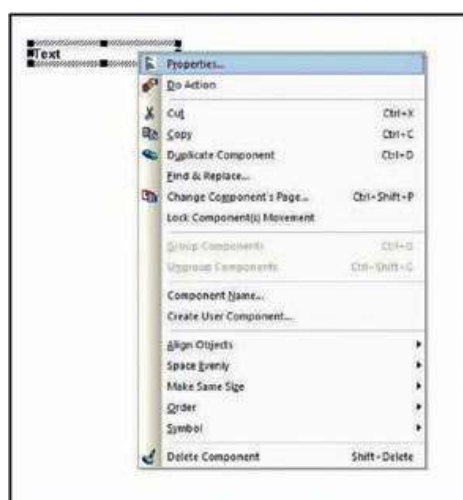 Text
Properties...
Do Action
Cut Ctrl+X
Copy Ctrl+C
Duplicate Component Ctrl+D
Find & Replace...
Change Component's Page... Ctrl+Shift+P
Lock Component(s) Movement
Group Components Ctrl+G
Ungroup Components Ctrl+Shift+G
Component Name...
Create User Component...
Align Objects
Space Evenly
Make Same Size
Order
Symbol
Delete Component Shift+Delete